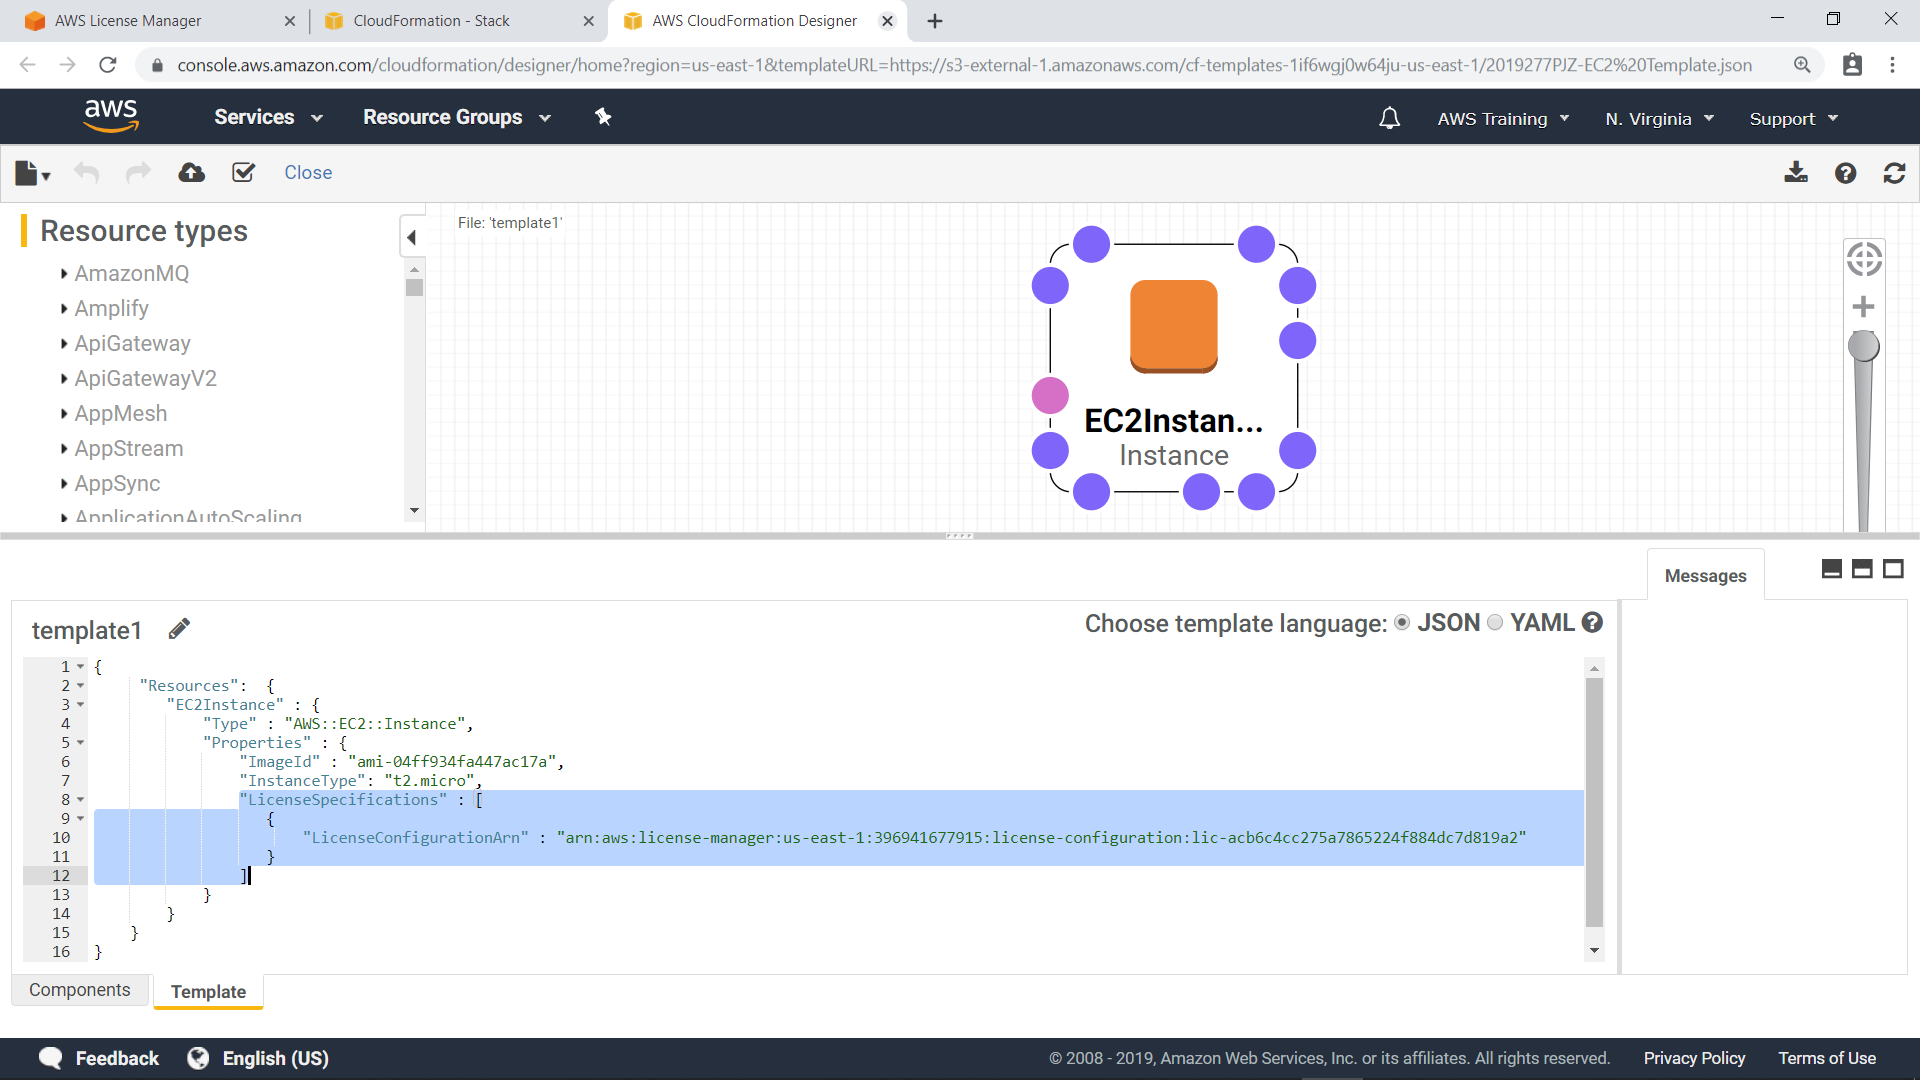 AWS License Manager
CloudFormation - Stack
AWS CloudFormation Designer
console.aws.amazon.com/cloudformation/designer/home?region=us-east-1&templateURL=https://s3-external-1.amazonaws.com/cf-templates-1if6wgj0w64ju-us-east-1/2019277PJZ-EC2%20Template.json
aws
Services
Resource Groups
AWS Training
N. Virginia
Support
Close
Resource types
AmazonMQ
Amplify
ApiGateway
ApiGatewayV2
AppMesh
AppStream
AppSync
ApplicationAutoScaling
File: 'template1'
EC2Instan...
Instance
Messages
template1
Choose template language: JSON YAML
1 {
2 "Resources": {
3 "EC2Instance" : {
4 "Type" : "AWS::EC2::Instance",
5 "Properties" : {
6 "ImageId" : "ami-04ff934fa447ac17a",
7 "InstanceType": "t2.micro",
8 "LicenseSpecifications" : [
9 {
10 "LicenseConfigurationArn" : "arn:aws:license-manager:us-east-1:396941677915:license-configuration:lic-acb6c4cc275a7865224f884dc7d819a2"
11 }
12 ]
13 }
14 }
15 }
16 }
Components
Template
Feedback
English (US)
© 2008 - 2019, Amazon Web Services, Inc. or its affiliates. All rights reserved.
Privacy Policy
Terms of Use